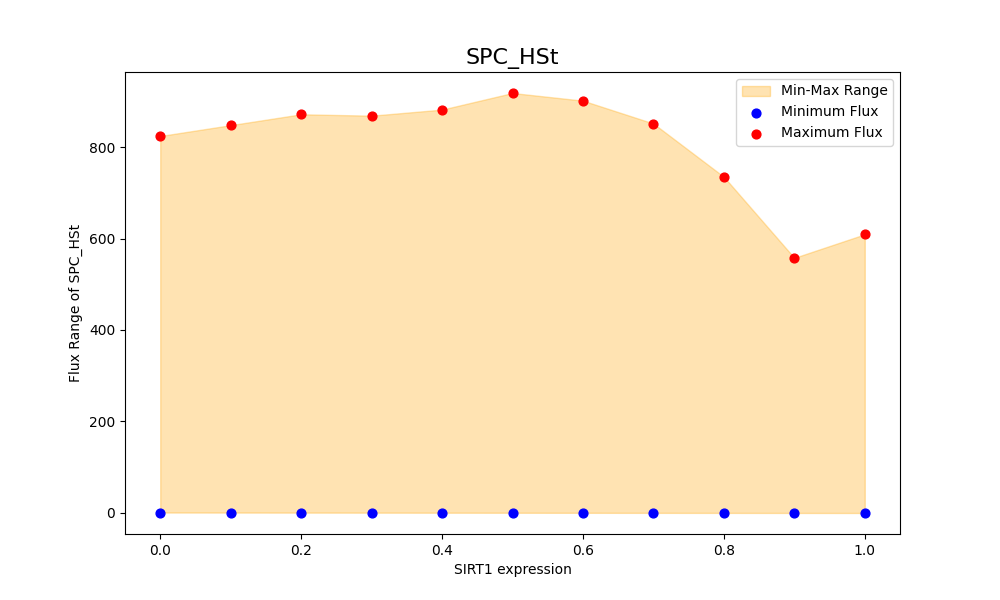 SPC_HSt
Min-Max Range
Minimum Flux
Maximum Flux
Flux Range of SPC_HSt
800
600
400
200
0
0.0 0.2 0.4 0.6 0.8 1.0
SIRT1 expression